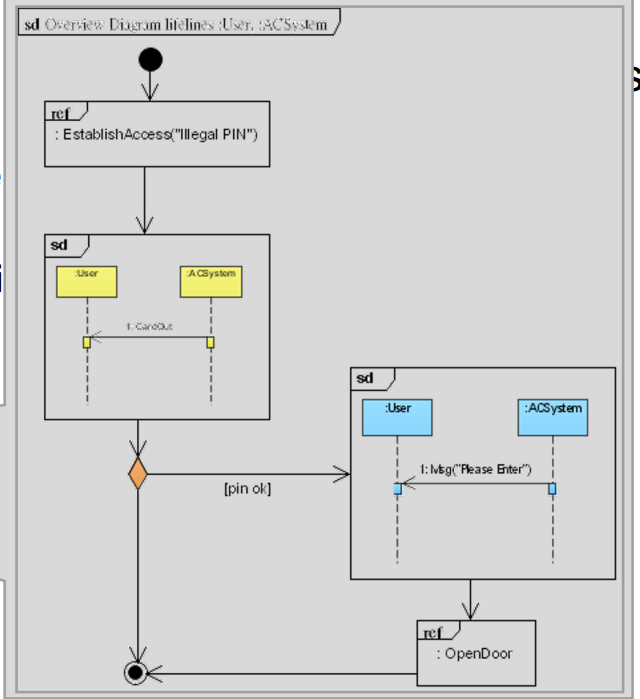 sd Overview Diagram lifelines :User, :ACSystem
ref
: EstablishAccess("Illegal PIN")
sd
:User :ACSystem
1: CardOut
sd
:User :ACSystem
1: Msg("Please Enter")
[pin ok]
ref
: OpenDoor